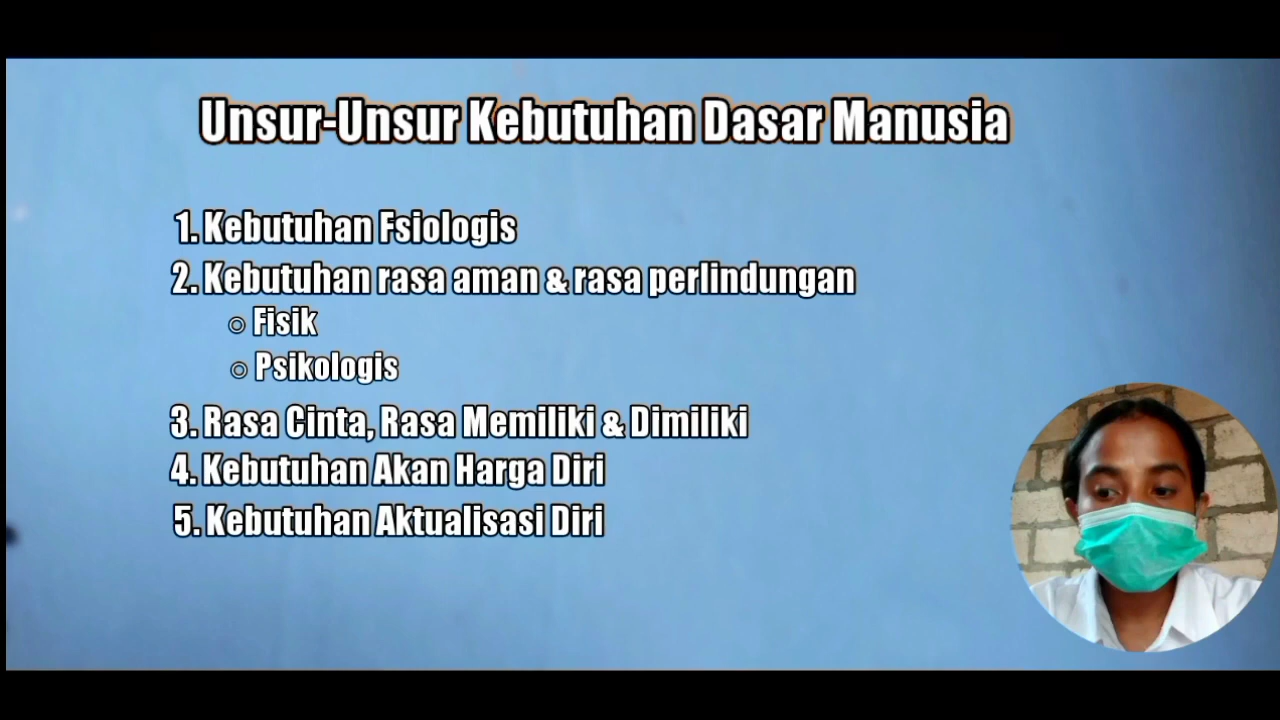 Unsur-Unsur Kebutuhan Dasar Manusia
1. Kebutuhan Fsiologis
2. Kebutuhan rasa aman & rasa perlindungan
Fisik
Psikologis
3. Rasa Cinta, Rasa Memiliki & Dimiliki
4. Kebutuhan Akan Harga Diri
5. Kebutuhan Aktualisasi Diri